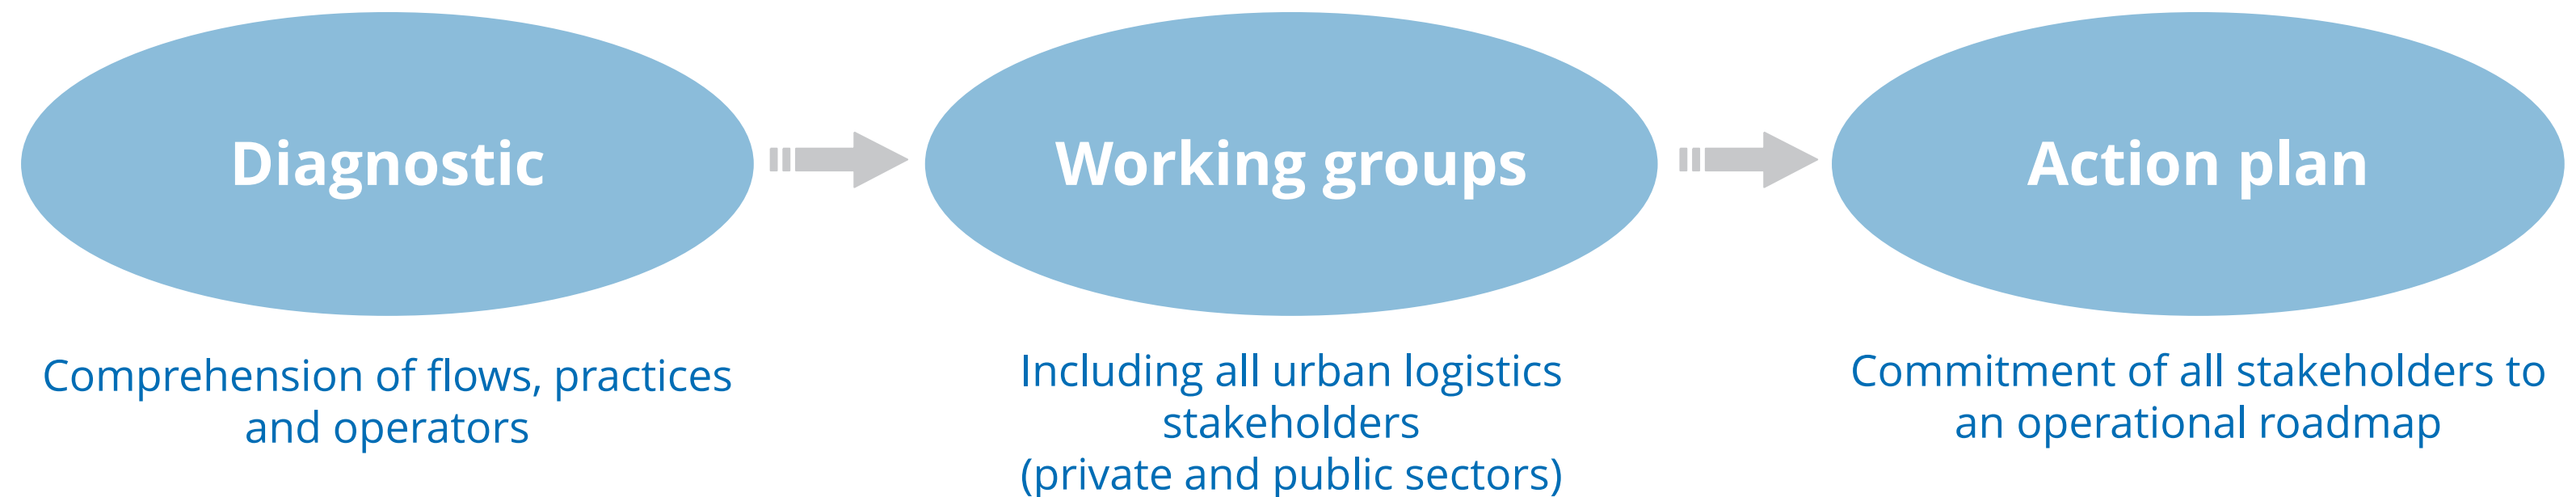 Diagnostic
Comprehension of flows, practices
and operators
Working groups
Including all urban logistics
stakeholders
(private and public sectors)
Action plan
Commitment of all stakeholders to
an operational roadmap